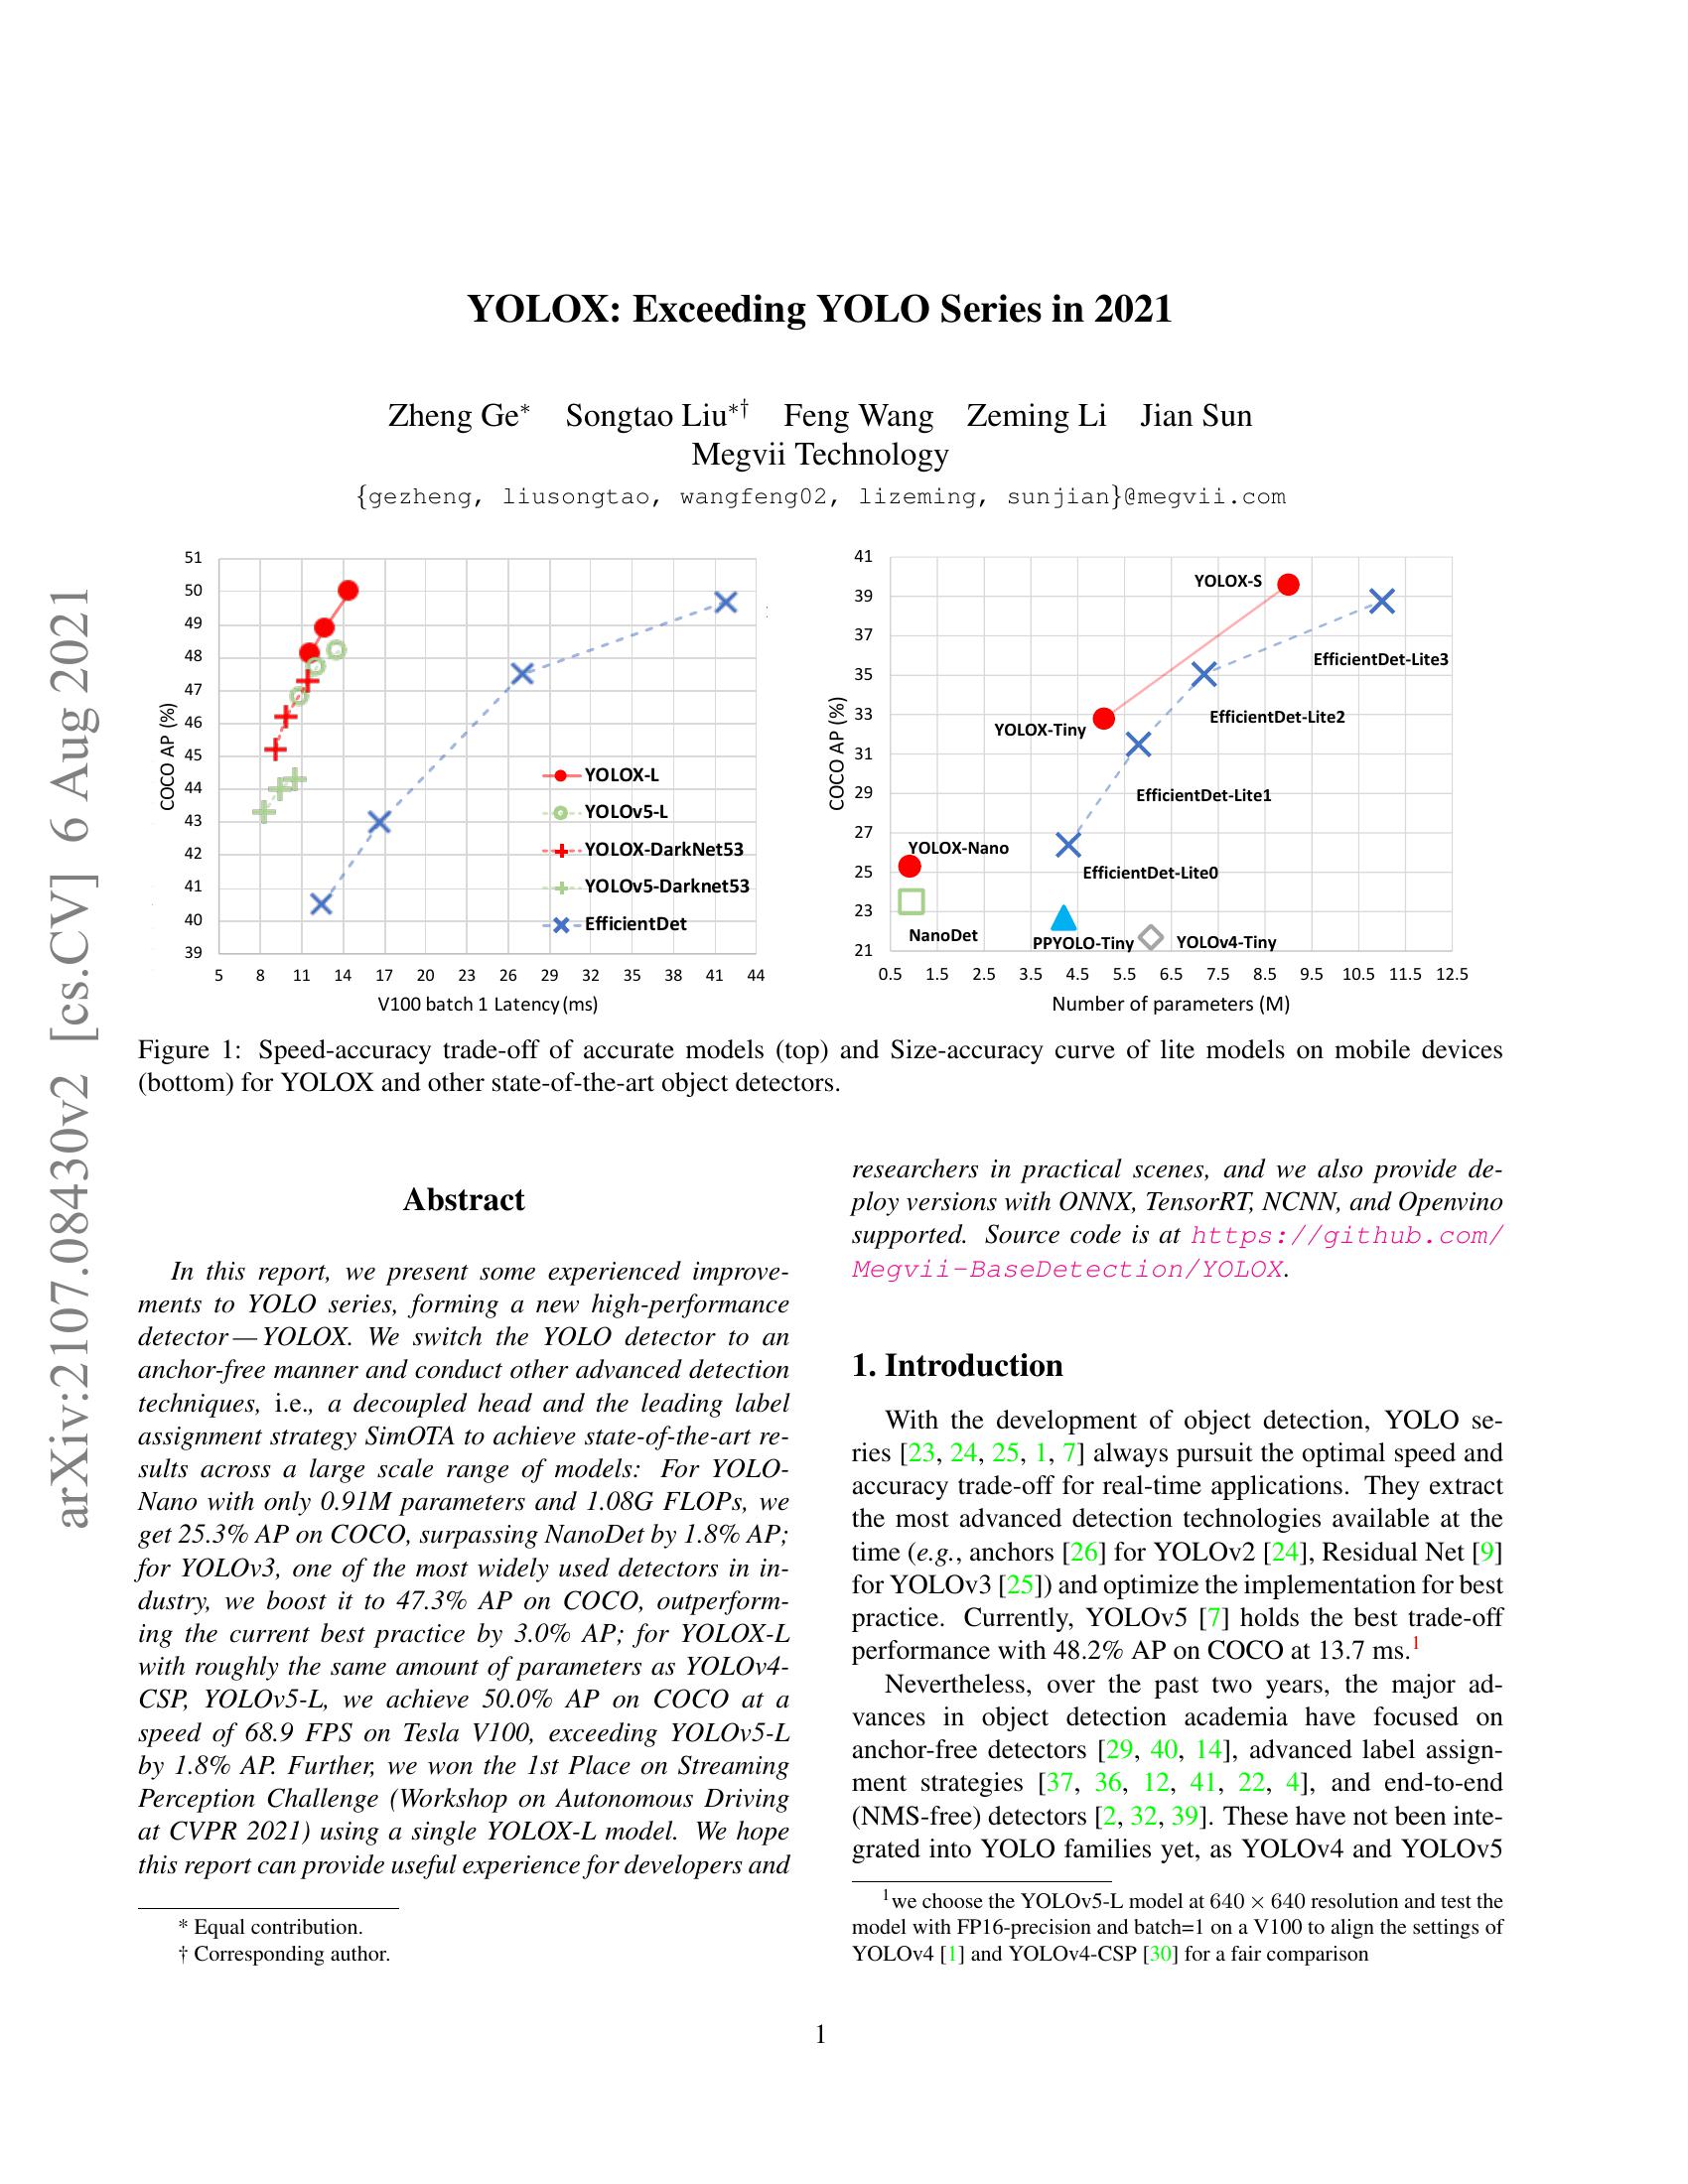 arXiv:2107.08430v2 [cs.CV] 6 Aug 2021
YOLOX: Exceeding YOLO Series in 2021
Zheng Ge* Songtao Liu*† Feng Wang Zeming Li Jian Sun
Megvii Technology
{gezheng, liusongtao, wangfeng02, lizeming, sunjian}@megvii.com
51
50
49
48
47
46
45
44
43
42
41
40
39
COCO AP (%)
5 8 11 14 17 20 23 26 29 32 35 38 41 44
V100 batch 1 Latency (ms)
YOLOX-L
YOLOv5-L
YOLOX-DarkNet53
YOLOv5-Darknet53
EfficientDet
41
39
37
35
33
31
29
27
25
23
21
COCO AP (%)
YOLOX-S
EfficientDet-Lite3
EfficientDet-Lite2
YOLOX-Tiny
EfficientDet-Lite1
YOLOX-Nano
EfficientDet-Lite0
NanoDet
PPYOLO-Tiny
YOLOv4-Tiny
0.5 1.5 2.5 3.5 4.5 5.5 6.5 7.5 8.5 9.5 10.5 11.5 12.5
Number of parameters (M)
Figure 1: Speed-accuracy trade-off of accurate models (top) and Size-accuracy curve of lite models on mobile devices
(bottom) for YOLOX and other state-of-the-art object detectors.
Abstract
In this report, we present some experienced improve-
ments to YOLO series, forming a new high-performance
detector — YOLOX. We switch the YOLO detector to an
anchor-free manner and conduct other advanced detection
techniques, i.e., a decoupled head and the leading label
assignment strategy SimOTA to achieve state-of-the-art re-
sults across a large scale range of models: For YOLO-
Nano with only 0.91M parameters and 1.08G FLOPs, we
get 25.3% AP on COCO, surpassing NanoDet by 1.8% AP;
for YOLOv3, one of the most widely used detectors in in-
dustry, we boost it to 47.3% AP on COCO, outperform-
ing the current best practice by 3.0% AP; for YOLOX-L
with roughly the same amount of parameters as YOLOv4-
CSP, YOLOv5-L, we achieve 50.0% AP on COCO at a
speed of 68.9 FPS on Tesla V100, exceeding YOLOv5-L
by 1.8% AP. Further, we won the 1st Place on Streaming
Perception Challenge (Workshop on Autonomous Driving
at CVPR 2021) using a single YOLOX-L model. We hope
this report can provide useful experience for developers and
* Equal contribution.
† Corresponding author.
researchers in practical scenes, and we also provide de-
ploy versions with ONNX, TensorRT, NCNN, and Openvino
supported. Source code is at https://github.com/
Megvii-BaseDetection/YOLOX.
1. Introduction
With the development of object detection, YOLO se-
ries [23, 24, 25, 1, 7] always pursuit the optimal speed and
accuracy trade-off for real-time applications. They extract
the most advanced detection technologies available at the
time (e.g., anchors [26] for YOLOv2 [24], Residual Net [9]
for YOLOv3 [25]) and optimize the implementation for best
practice. Currently, YOLOv5 [7] holds the best trade-off
performance with 48.2% AP on COCO at 13.7 ms.1
Nevertheless, over the past two years, the major ad-
vances in object detection academia have focused on
anchor-free detectors [29, 40, 14], advanced label assign-
ment strategies [37, 36, 12, 41, 22, 4], and end-to-end
(NMS-free) detectors [2, 32, 39]. These have not been inte-
grated into YOLO families yet, as YOLOv4 and YOLOv5
1we choose the YOLOv5-L model at 640 × 640 resolution and test the
model with FP16-precision and batch=1 on a V100 to align the settings of
YOLOv4 [1] and YOLOv4-CSP [30] for a fair comparison
1